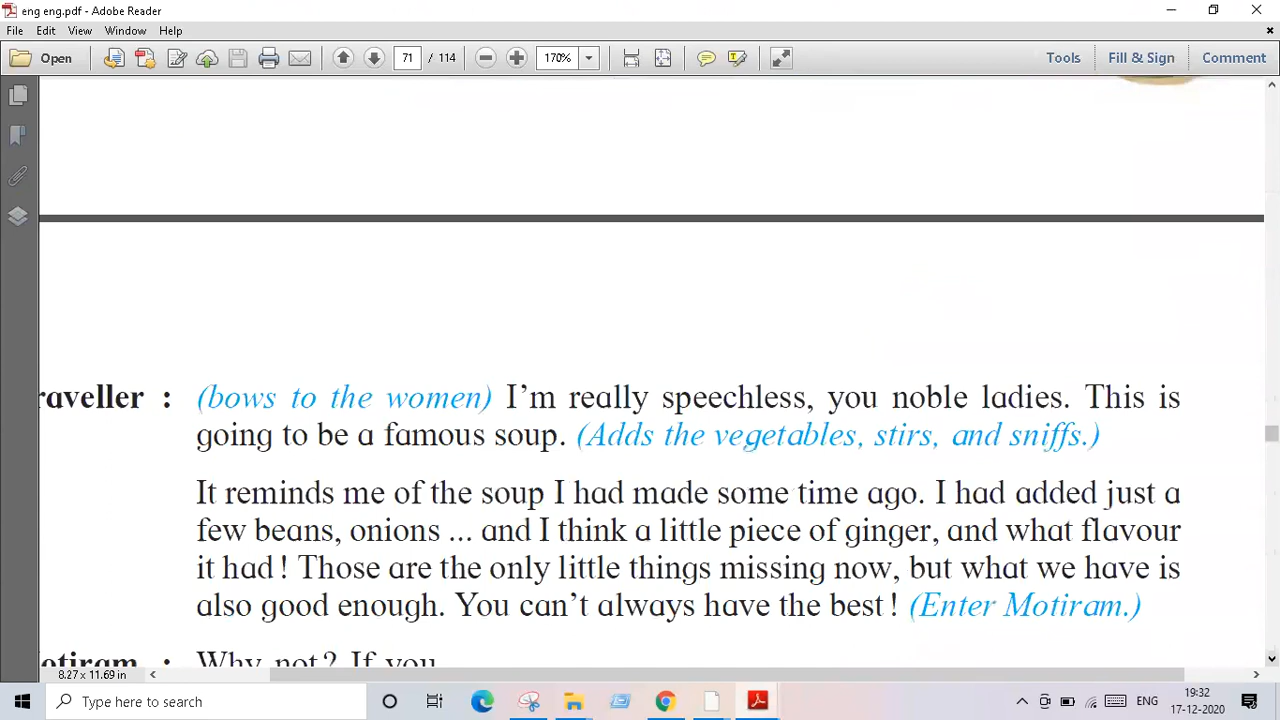 eng eng.pdf - Adobe Reader
File Edit View Window Help
Open 71 / 114 170% Tools Fill & Sign Comment
raveller : (bows to the women) I'm really speechless, you noble ladies. This is
going to be a famous soup. (Adds the vegetables, stirs, and sniffs.)
It reminds me of the soup I had made some time ago. I had added just a
few beans, onions ... and I think a little piece of ginger, and what flavour
it had! Those are the only little things missing now, but what we have is
also good enough. You can't always have the best! (Enter Motiram.)
otiram : Why not? If you
8.27 x 11.69 in
Type here to search
ENG
19:32
17-12-2020